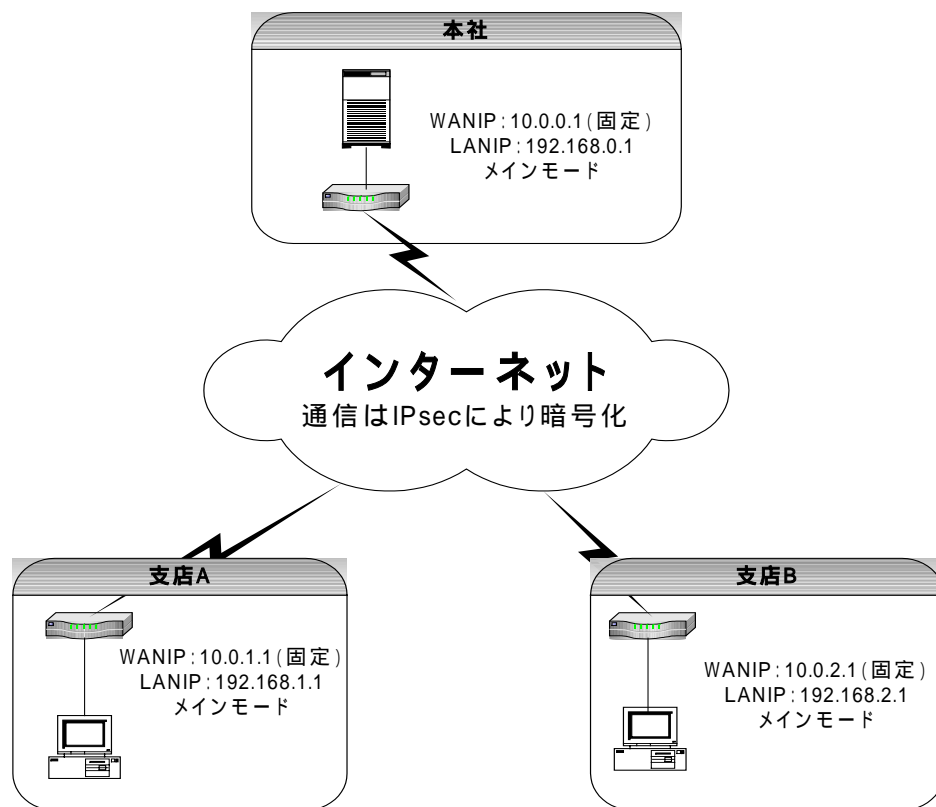 本社
WANIP:10.0.0.1(固定)
LANIP:192.168.0.1
メインモード
インターネット
通信はIPsecにより暗号化
支店A
WANIP:10.0.1.1(固定)
LANIP:192.168.1.1
メインモード
支店B
WANIP:10.0.2.1(固定)
LANIP:192.168.2.1
メインモード